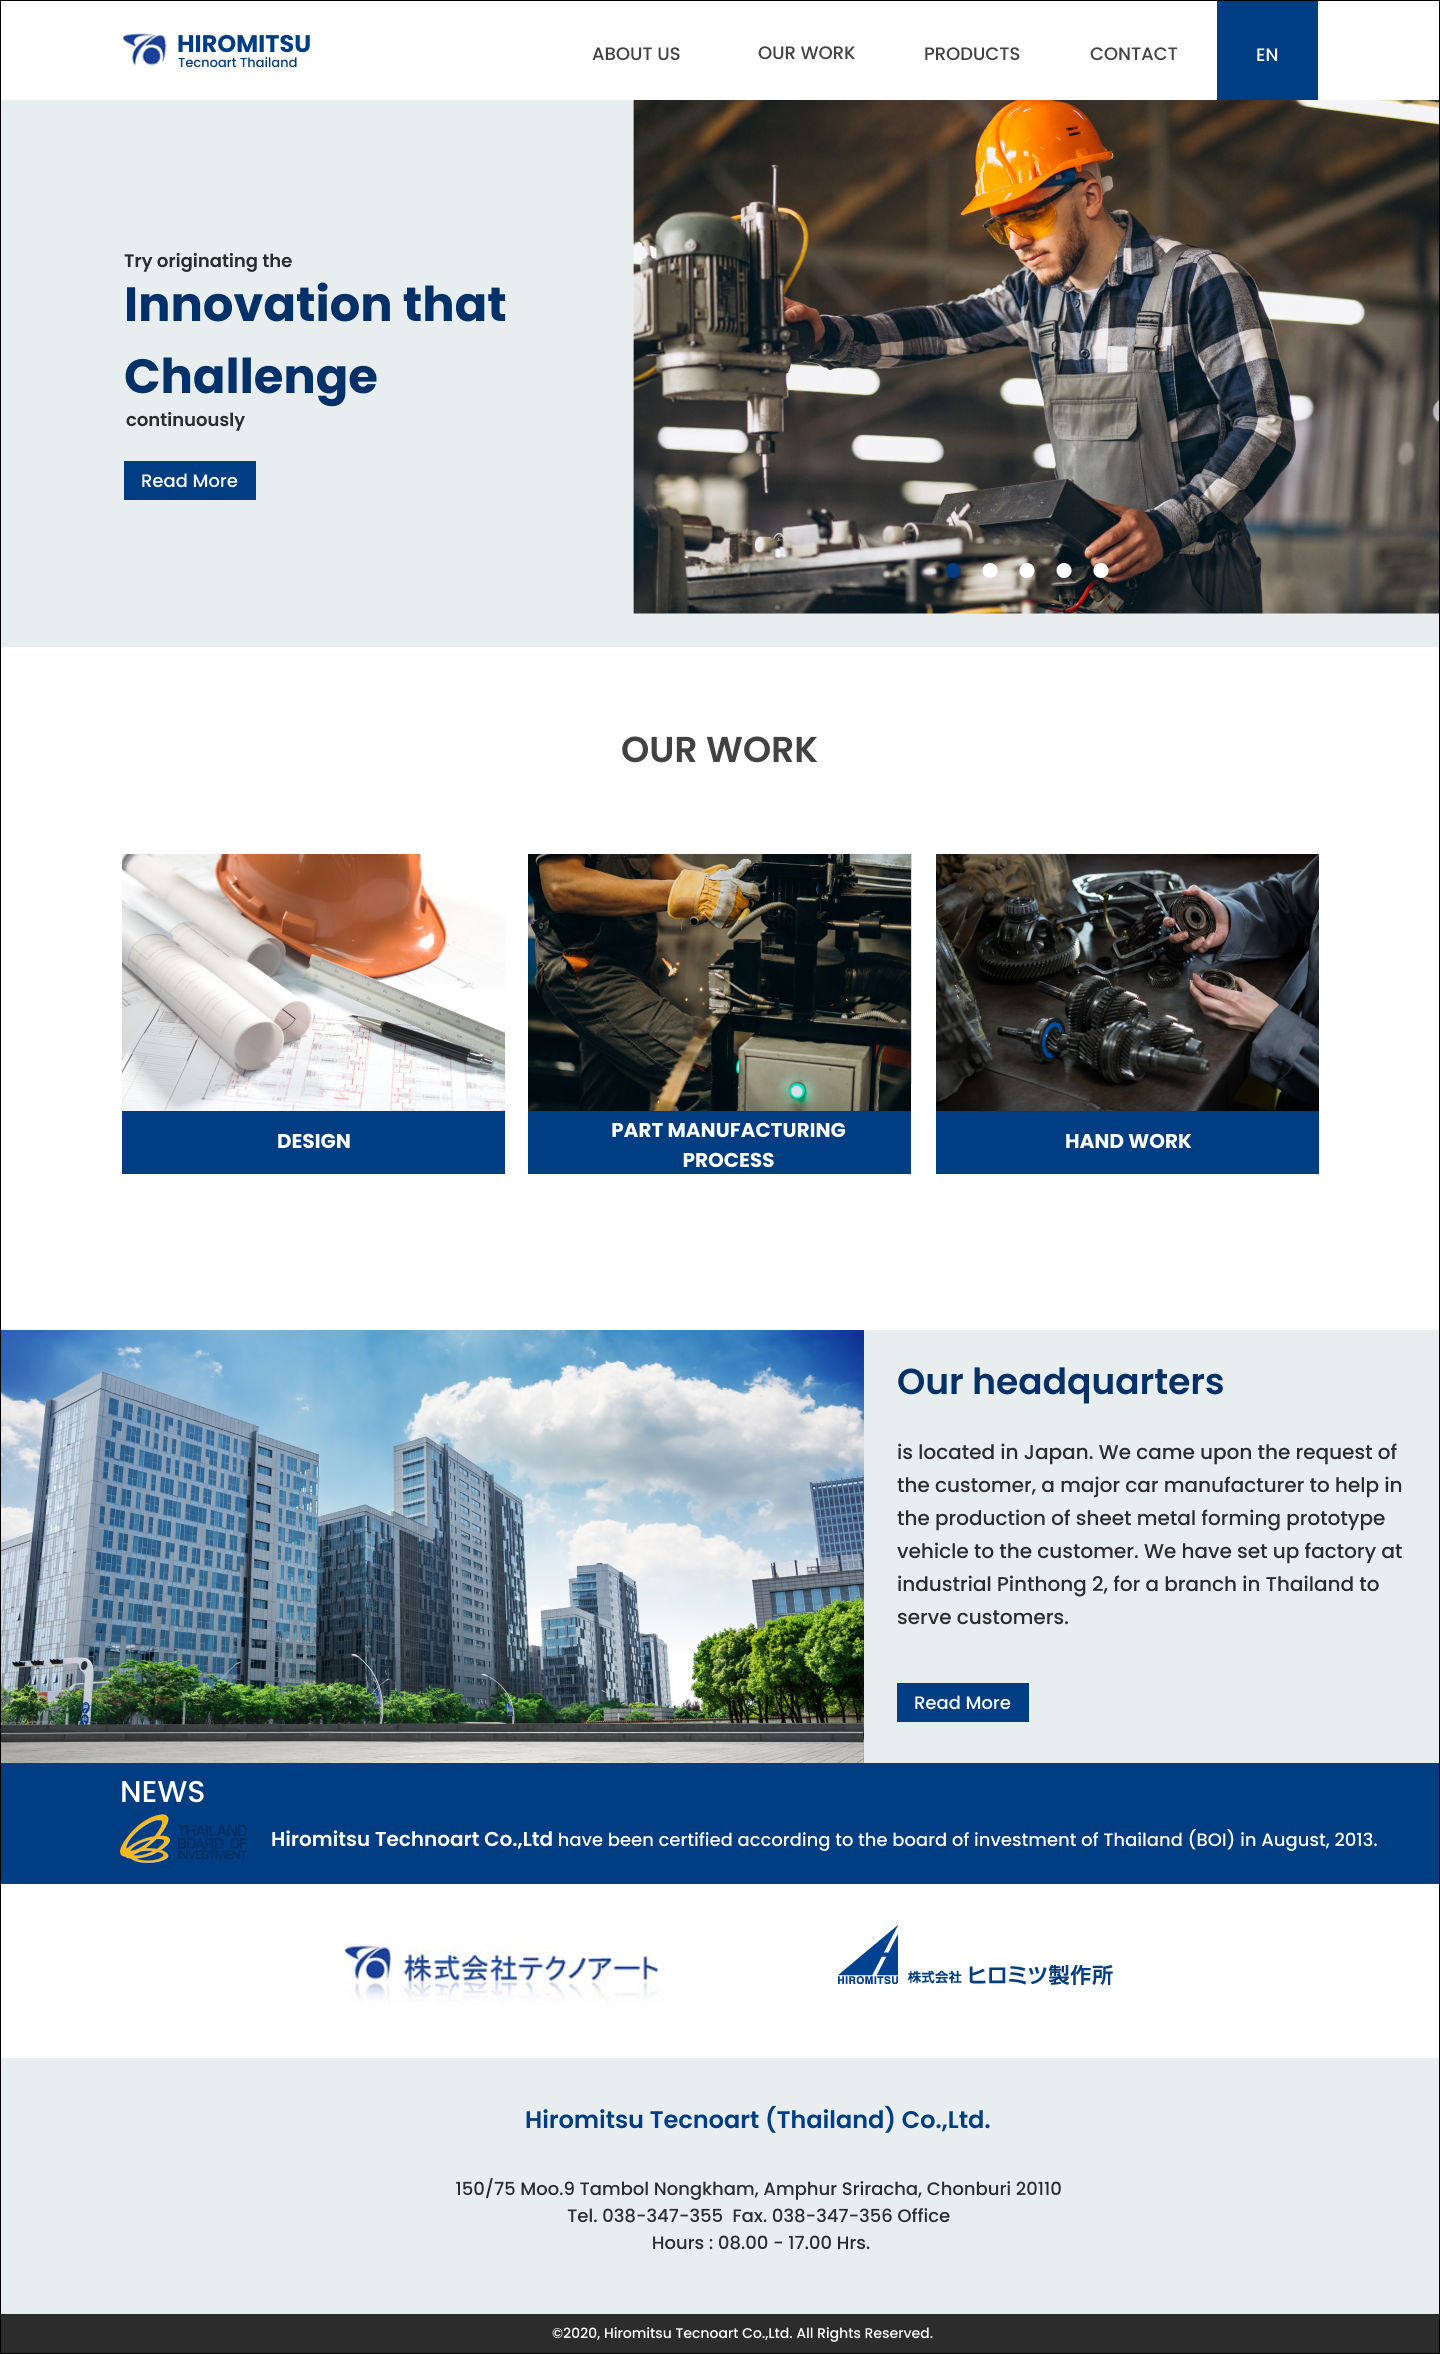 HIROMITSU
Tecnoart Thailand
ABOUT US
OUR WORK
PRODUCTS
CONTACT
EN
Try originating the
Innovation that
Challenge
continuously
Read More
OUR WORK
DESIGN
PART MANUFACTURING
PROCESS
HAND WORK
Our headquarters
is located in Japan. We came upon the request of
the customer, a major car manufacturer to help in
the production of sheet metal forming prototype
vehicle to the customer. We have set up factory at
industrial Pinthong 2, for a branch in Thailand to
serve customers.
Read More
NEWS
THAILAND
BOARD OF
INVESTMENT
Hiromitsu Technoart Co.,Ltd have been certified according to the board of investment of Thailand (BOI) in August, 2013.
株式会社テクノアート
HIROMITSU 株式会社 ヒロミツ製作所
Hiromitsu Tecnoart (Thailand) Co.,Ltd.
150/75 Moo.9 Tambol Nongkham, Amphur Sriracha, Chonburi 20110
Tel. 038-347-355 Fax. 038-347-356 Office
Hours : 08.00 - 17.00 Hrs.
©2020, Hiromitsu Tecnoart Co.,Ltd. All Rights Reserved.